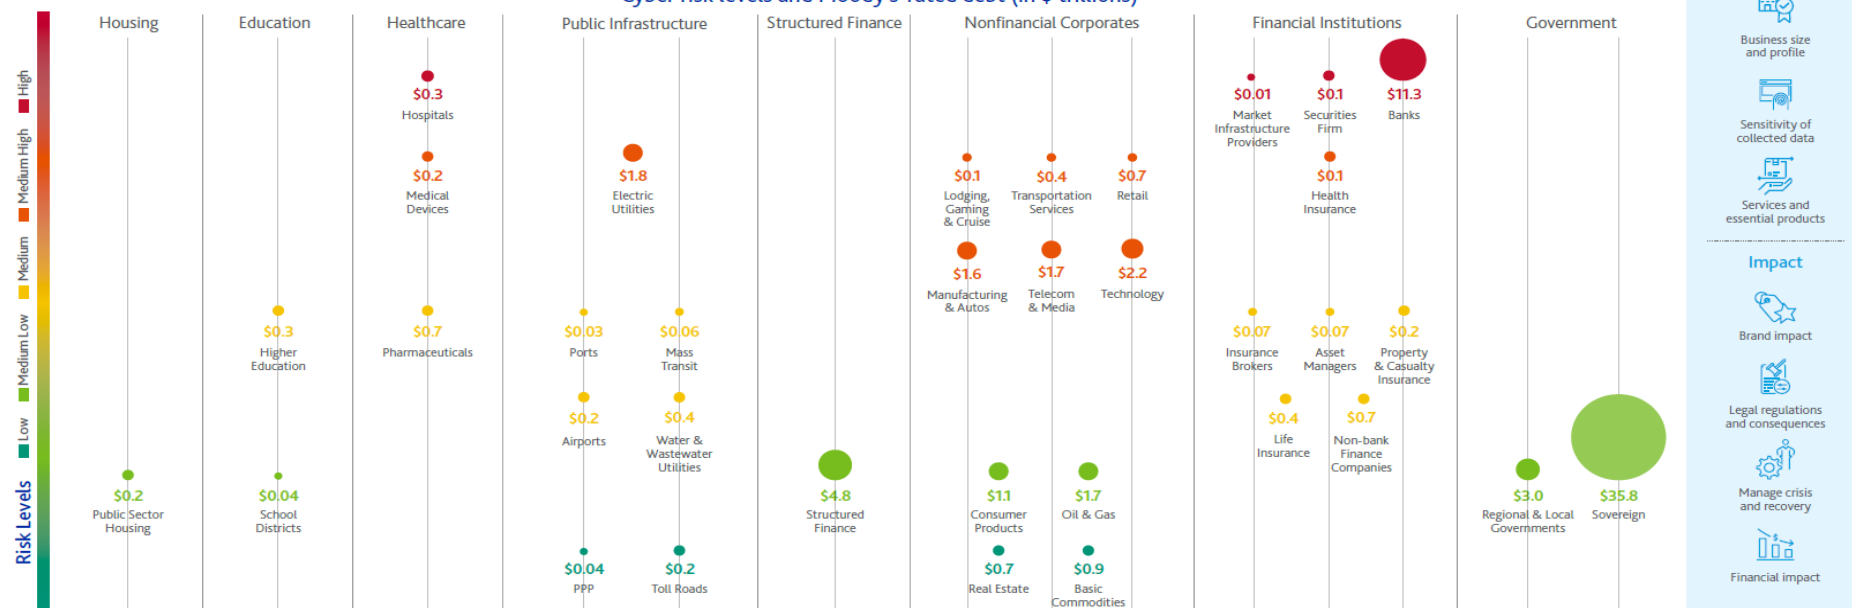 Cyber risk levels and Moody's-rated debt (in $ trillions)
Housing
Education
Healthcare
Public Infrastructure
Structured Finance
Nonfinancial Corporates
Financial Institutions
Government
Risk Levels
Low
Medium Low
Medium
Medium High
High
$0.3
Hospitals
$0.01
Market
Infrastructure
Providers
$0.1
Securities
Firm
$11.3
Banks
$0.2
Medical
Devices
$1.8
Electric
Utilities
$0.1
Lodging,
Gaming
& Cruise
$0.4
Transportation
Services
$0.7
Retail
$0.1
Health
Insurance
$1.6
Manufacturing
& Autos
$1.7
Telecom
& Media
$2.2
Technology
$0.3
Higher
Education
$0.7
Pharmaceuticals
$0.03
Ports
$0.06
Mass
Transit
$0.07
Insurance
Brokers
$0.07
Asset
Managers
$0.2
Property
& Casualty
Insurance
$0.2
Airports
$0.4
Water &
Wastewater
Utilities
$0.4
Life
Insurance
$0.7
Non-bank
Finance
Companies
$0.2
Public Sector
Housing
$0.04
School
Districts
$4.8
Structured
Finance
$1.1
Consumer
Products
$1.7
Oil & Gas
$3.0
Regional & Local
Governments
$35.8
Sovereign
$0.04
PPP
$0.2
Toll Roads
$0.7
Real Estate
$0.9
Basic
Commodities
Business size
and profile
Sensitivity of
collected data
Services and
essential products
Impact
Brand impact
Legal regulations
and consequences
Manage crisis
and recovery
Financial impact